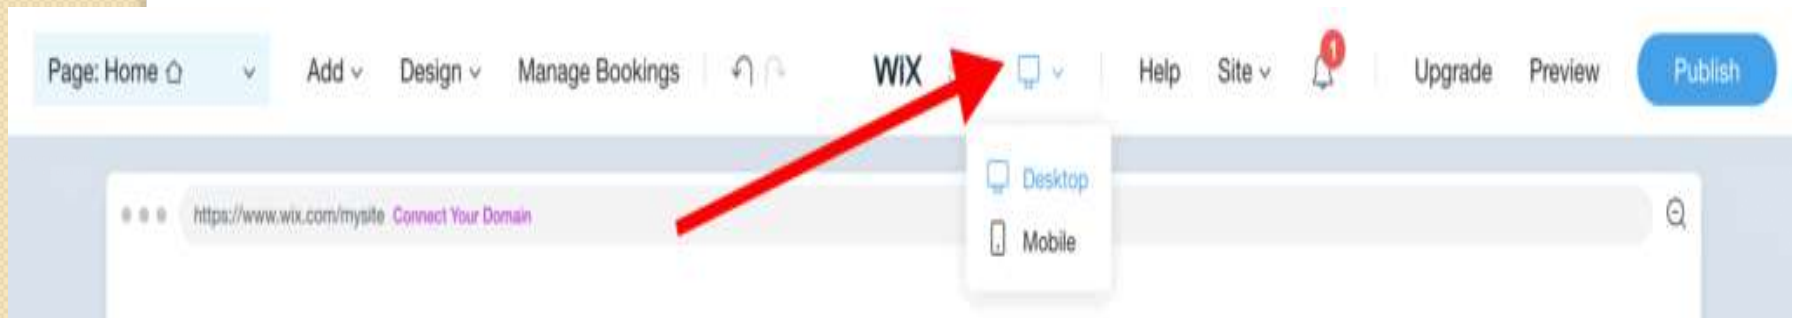 Page: Home Add Design Manage Bookings WiX Help Site 1 Upgrade Preview Publish
Desktop
https://www.wix.com/mysite Connect Your Domain
Mobile